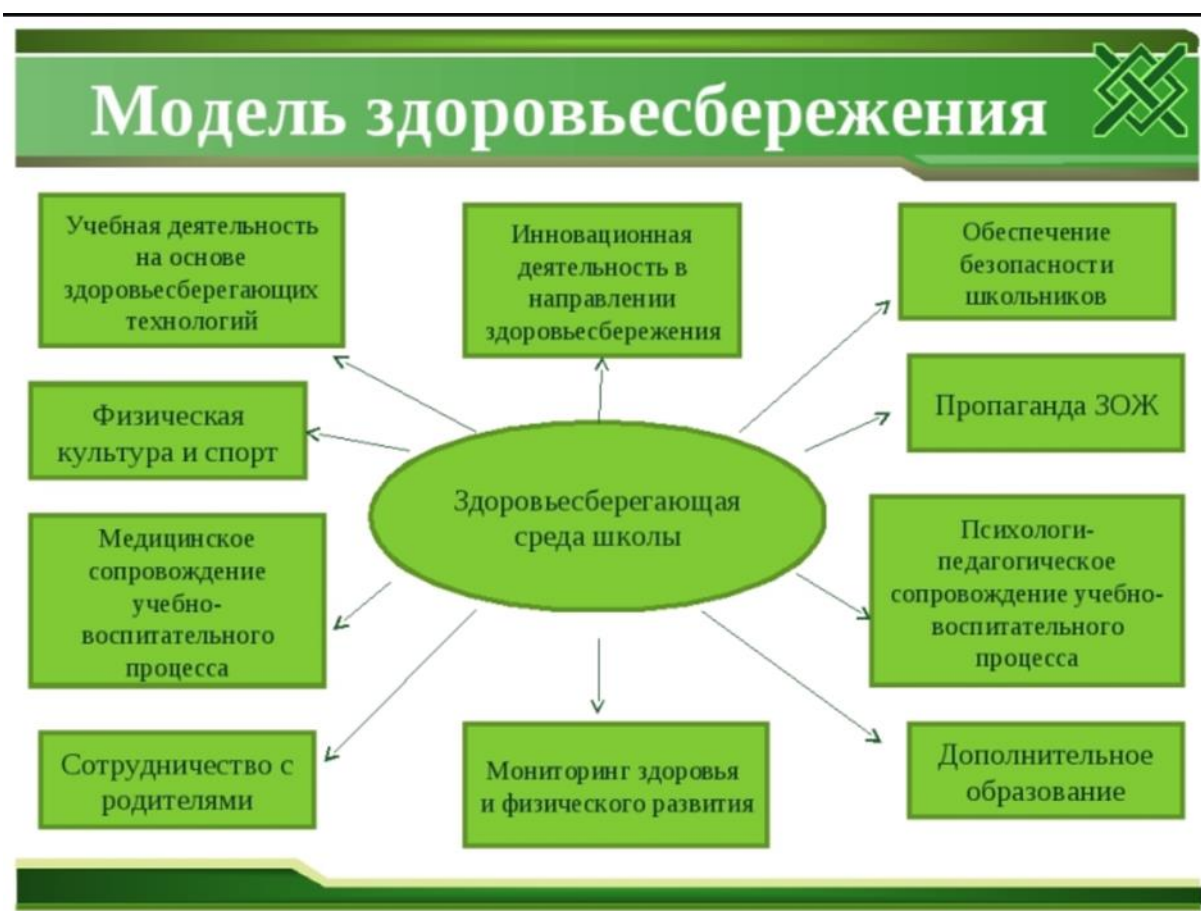 Модель здоровьесбережения
Учебная деятельность
на основе
здоровьесберегающих
технологий
Инновационная
деятельность в
направлении
здоровьесбережения
Обеспечение
безопасности
школьников
Физическая
культура и спорт
Пропаганда ЗОЖ
Здоровьесберегающая
среда школы
Медицинское
сопровождение
учебно-
воспитательного
процесса
Психологи-
педагогическое
сопровождение учебно-
воспитательного
процесса
Сотрудничество с
родителями
Мониторинг здоровья
и физического развития
Дополнительное
образование